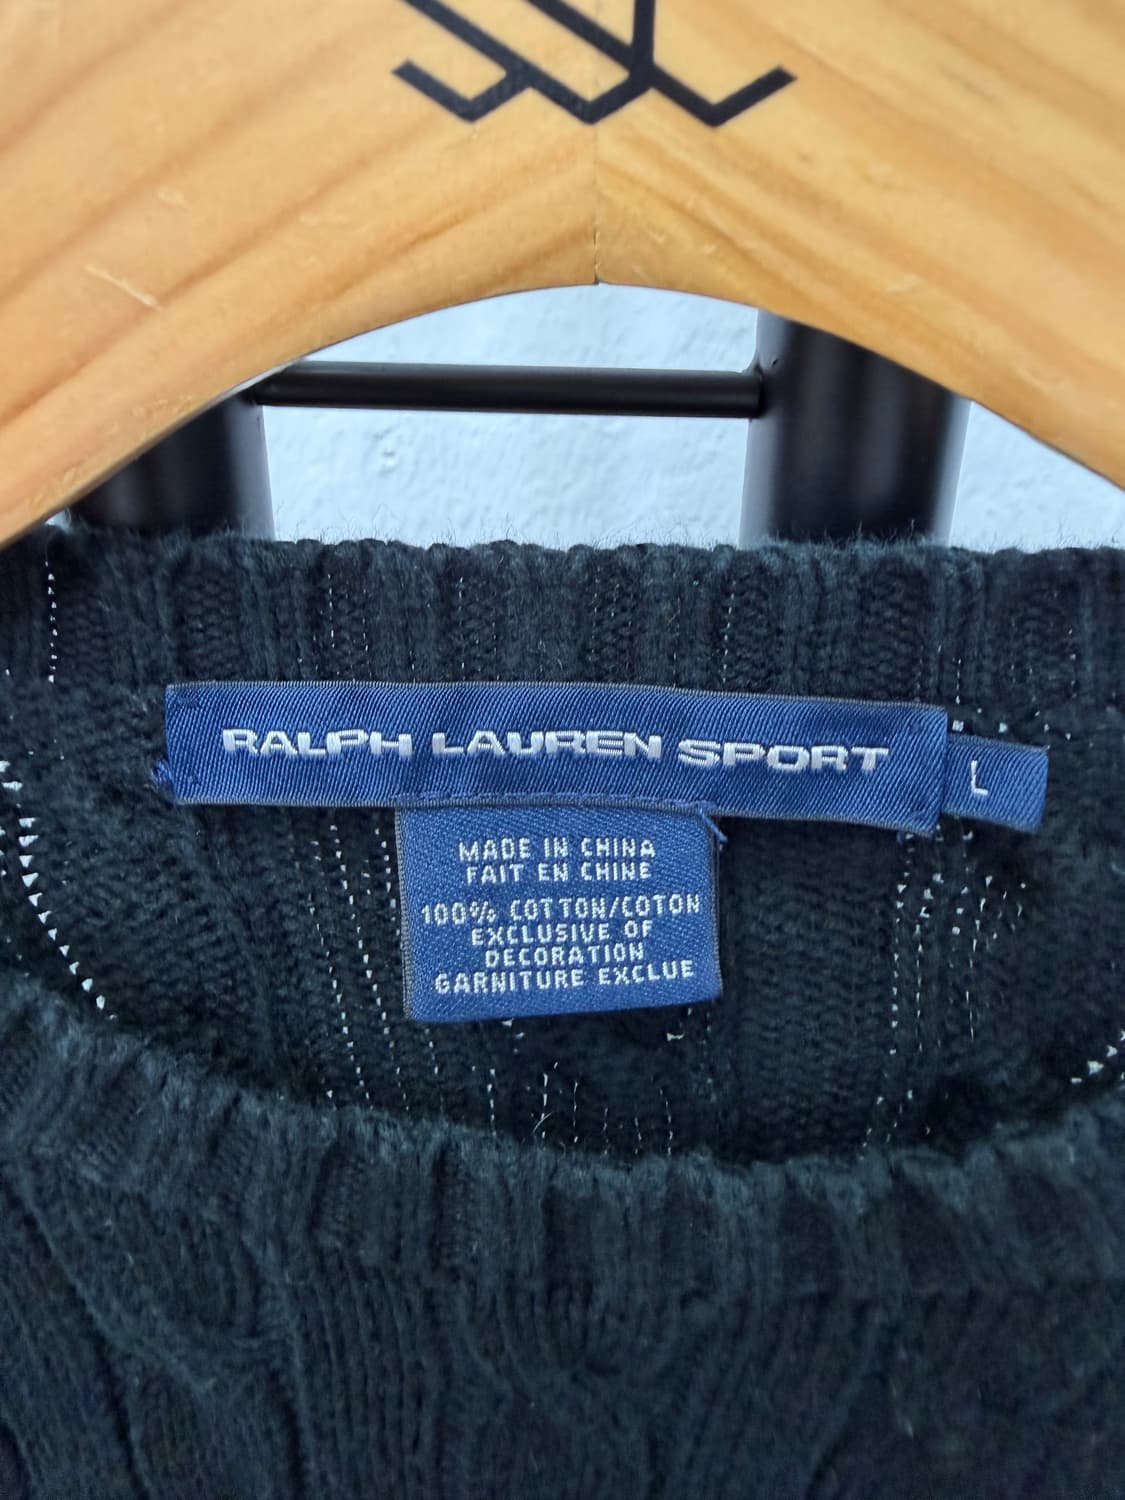 RALPH LAUREN SPORT
L
MADE IN CHINA
FAIT EN CHINE
100% COTTON/COTON
EXCLUSIVE OF
DECORATION
GARNITURE EXCLUE